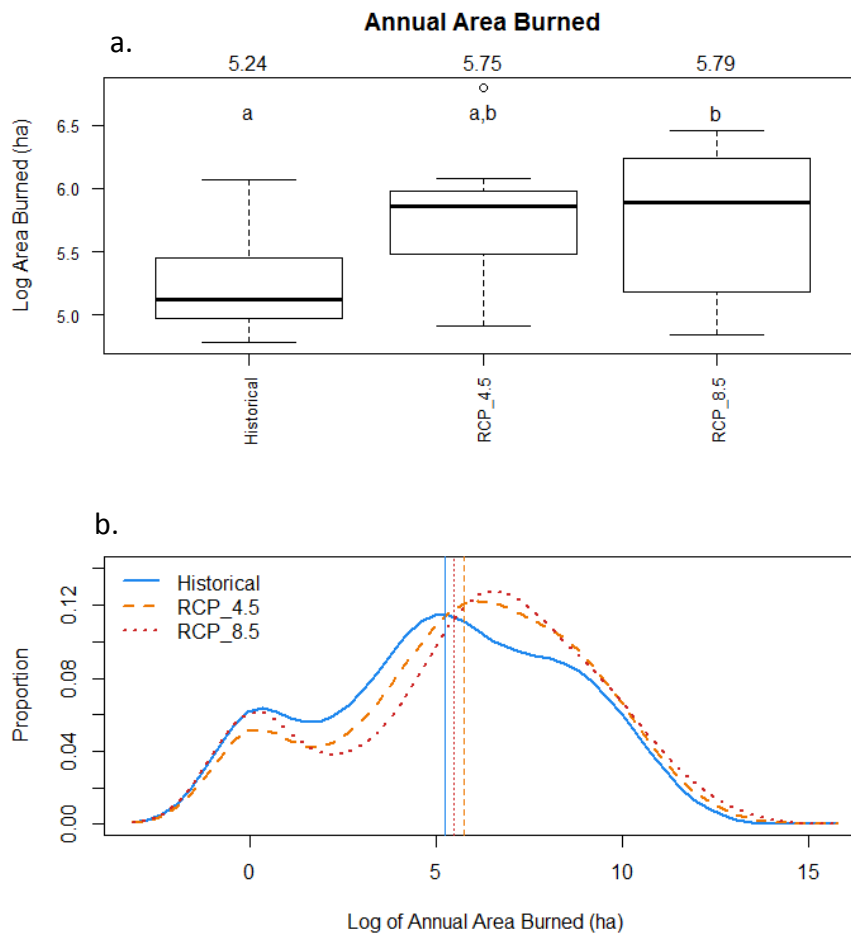 a.
Annual Area Burned
5.24 5.75 5.79
a a,b b
Log Area Burned (ha)
6.5
6.0
5.5
5.0
Historical
RCP_4.5
RCP_8.5
b.
Historical
RCP_4.5
RCP_8.5
Proportion
0.12
0.08
0.04
0.00
0 5 10 15
Log of Annual Area Burned (ha)